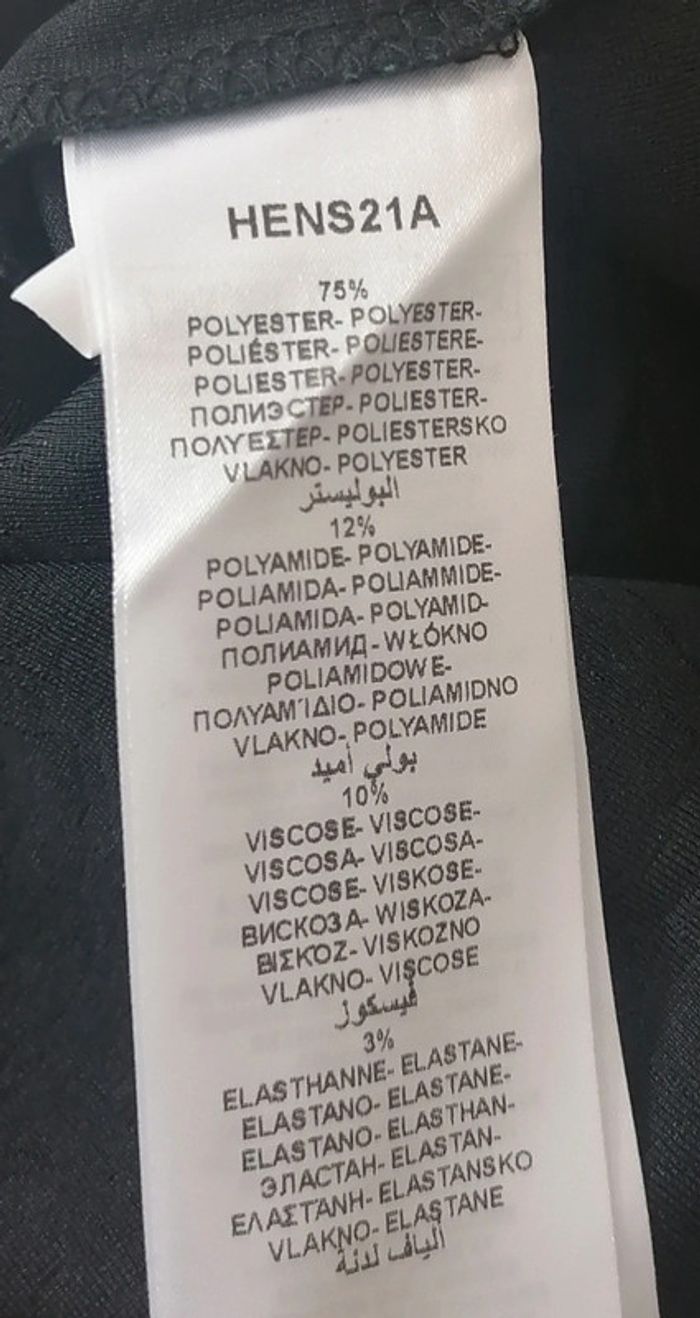 HENS21A
75%
POLYESTER- POLYESTER-
POLIÉSTER- POLIESTERE-
POLIESTER- POLYESTER-
ПОЛИЭСТЕР- POLIESTER-
ΠΟΛΥΕΣΤΕΡ- POLIESTERSKO
VLAKNO- POLYESTER
البوليستر
12%
POLYAMIDE- POLYAMIDE-
POLIAMIDA- POLIAMMIDE-
POLIAMIDA- POLYAMID-
ПОЛИАМИД - WŁÓKNO
POLIAMIDOWE-
ΠΟΛΥΑΜΊΔΙΟ- POLIAMIDNO
VLAKNO- POLYAMIDE
بولي أميد
10%
VISCOSE- VISCOSE-
VISCOSA- VISCOSA-
VISCOSE- VISKOSE-
ВИСКОЗА- WISKOZA-
ΒΙΣΚΌΖ- VISKOZNO
VLAKNO- VISCOSE
فيسكوز
3%
ELASTHANNE- ELASTANE-
ELASTANO- ELASTANE-
ELASTANO- ELASTHAN-
ЭЛАСТАН- ELASTAN-
ΕΛΑΣΤΆΝΗ- ELASTANSKO
VLAKNO- ELASTANE
ألياف لدنة